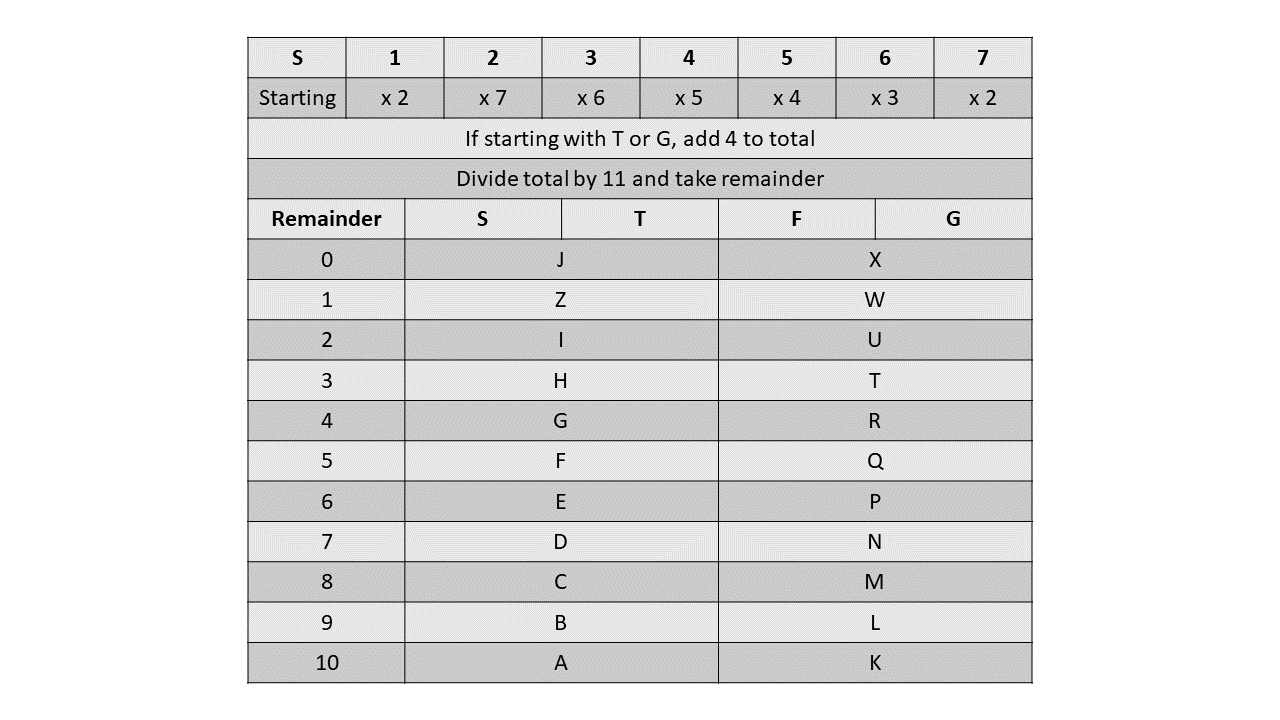 S 1 2 3 4 5 6 7
Starting x 2 x 7 x 6 x 5 x 4 x 3 x 2
If starting with T or G, add 4 to total
Divide total by 11 and take remainder
Remainder S T F G
0 J X
1 Z W
2 I U
3 H T
4 G R
5 F Q
6 E P
7 D N
8 C M
9 B L
10 A K